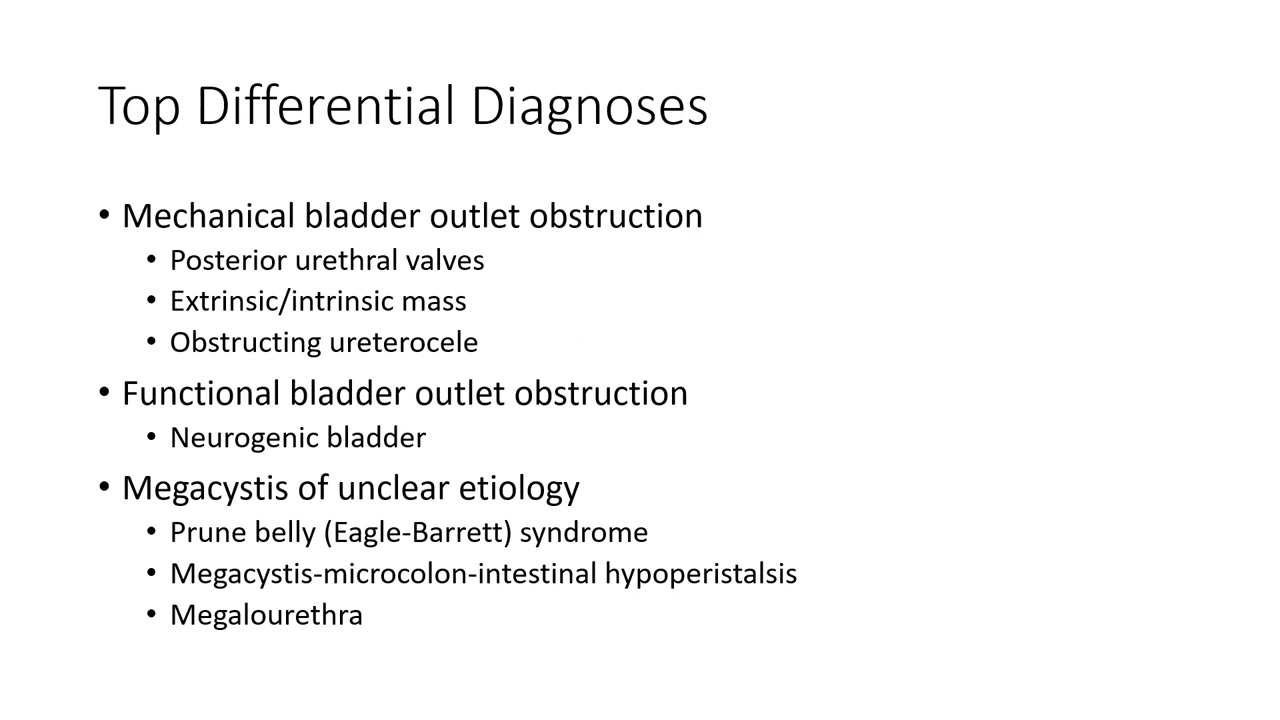 Top Differential Diagnoses
• Mechanical bladder outlet obstruction
• Posterior urethral valves
• Extrinsic/intrinsic mass
• Obstructing ureterocele
• Functional bladder outlet obstruction
• Neurogenic bladder
• Megacystis of unclear etiology
• Prune belly (Eagle-Barrett) syndrome
• Megacystis-microcolon-intestinal hypoperistalsis
• Megalourethra